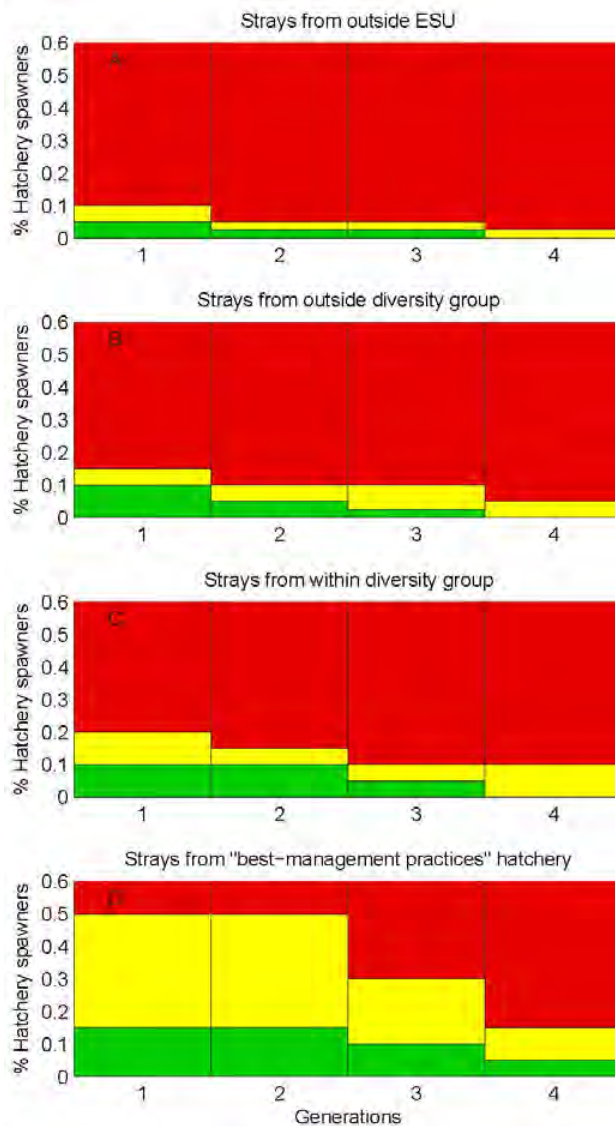 Strays from outside ESU
% Hatchery spawners
0.6
A
0.5
0.4
0.3
0.2
0.1
0
1 2 3 4
Strays from outside diversity group
% Hatchery spawners
0.6
B
0.5
0.4
0.3
0.2
0.1
0
1 2 3 4
Strays from within diversity group
% Hatchery spawners
0.6
C
0.5
0.4
0.3
0.2
0.1
0
1 2 3 4
Strays from "best−management practices" hatchery
% Hatchery spawners
0.6
D
0.5
0.4
0.3
0.2
0.1
0
1 2 3 4
Generations